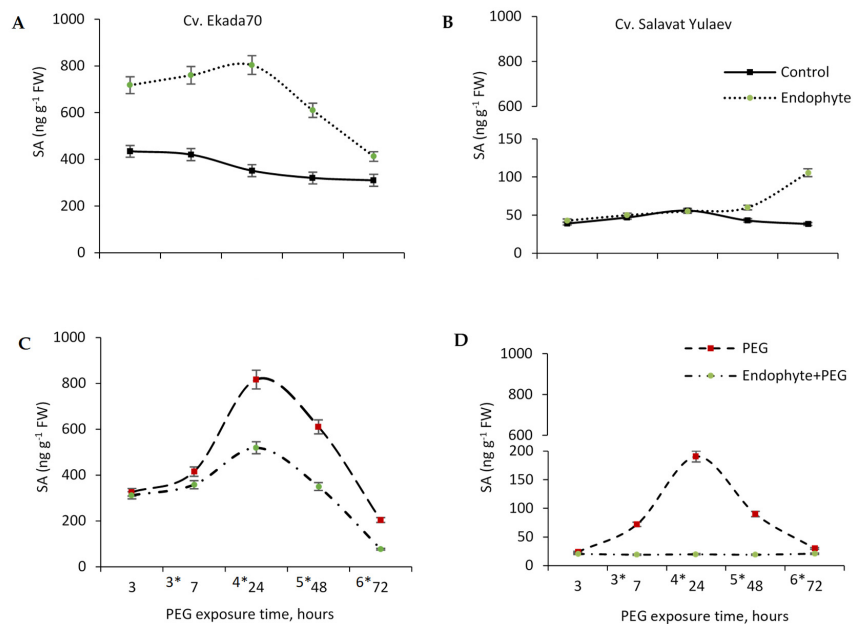 A
Cv. Ekada70
1000
800
600
400
200
0
SA (ng g⁻¹ FW)
B
Cv. Salavat Yulaev
1000
800
600
150
100
50
0
SA (ng g⁻¹ FW)
Control
Endophyte
C
1000
800
600
400
200
0
SA (ng g⁻¹ FW)
3 3* 7 4* 24 5* 48 6* 72
PEG exposure time, hours
D
1000
800
600
200
150
100
50
0
SA (ng g⁻¹ FW)
PEG
Endophyte+PEG
3 3* 7 4* 24 5* 48 6* 72
PEG exposure time, hours